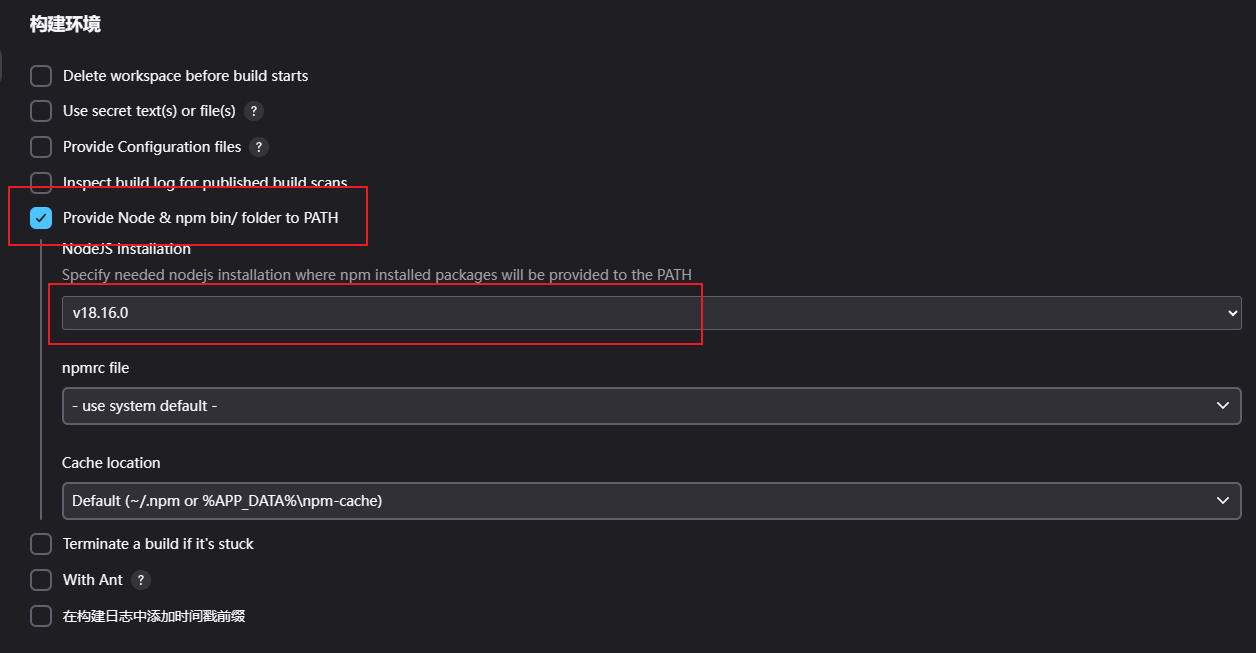 构建环境
Delete workspace before build starts
Use secret text(s) or file(s) ?
Provide Configuration files ?
Inspect build log for published build scans
Provide Node & npm bin/ folder to PATH
NodeJS Installation
Specify needed nodejs installation where npm installed packages will be provided to the PATH
v18.16.0
npmrc file
- use system default -
Cache location
Default (~/.npm or %APP_DATA%\npm-cache)
Terminate a build if it's stuck
With Ant ?
在构建日志中添加时间戳前缀